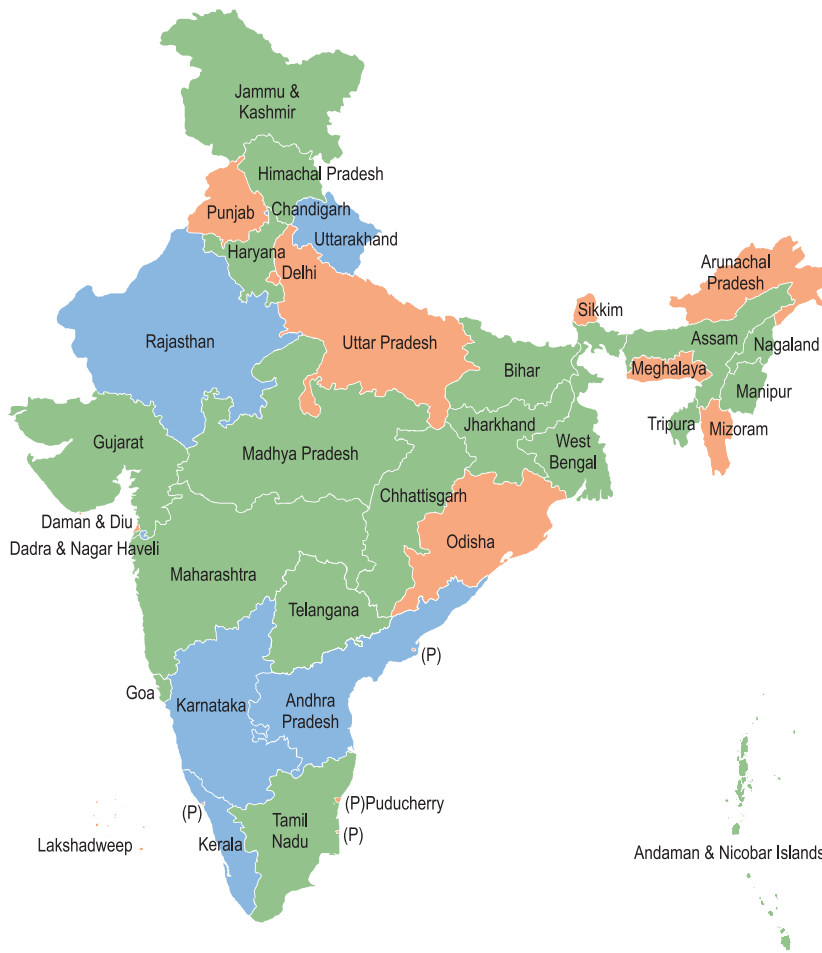 Jammu &
Kashmir
Himachal Pradesh
Punjab
Chandigarh
Uttarakhand
Haryana
Delhi
Arunachal
Pradesh
Sikkim
Rajasthan
Uttar Pradesh
Assam
Nagaland
Bihar
Meghalaya
Manipur
Jharkhand
Tripura
Mizoram
Gujarat
Madhya Pradesh
West
Bengal
Chhattisgarh
Daman & Diu
Odisha
Dadra & Nagar Haveli
Maharashtra
Telangana
(P)
Goa
Karnataka
Andhra
Pradesh
(P)
(P)Puducherry
Tamil
Nadu
(P)
Lakshadweep
Kerala
Andaman & Nicobar Islands